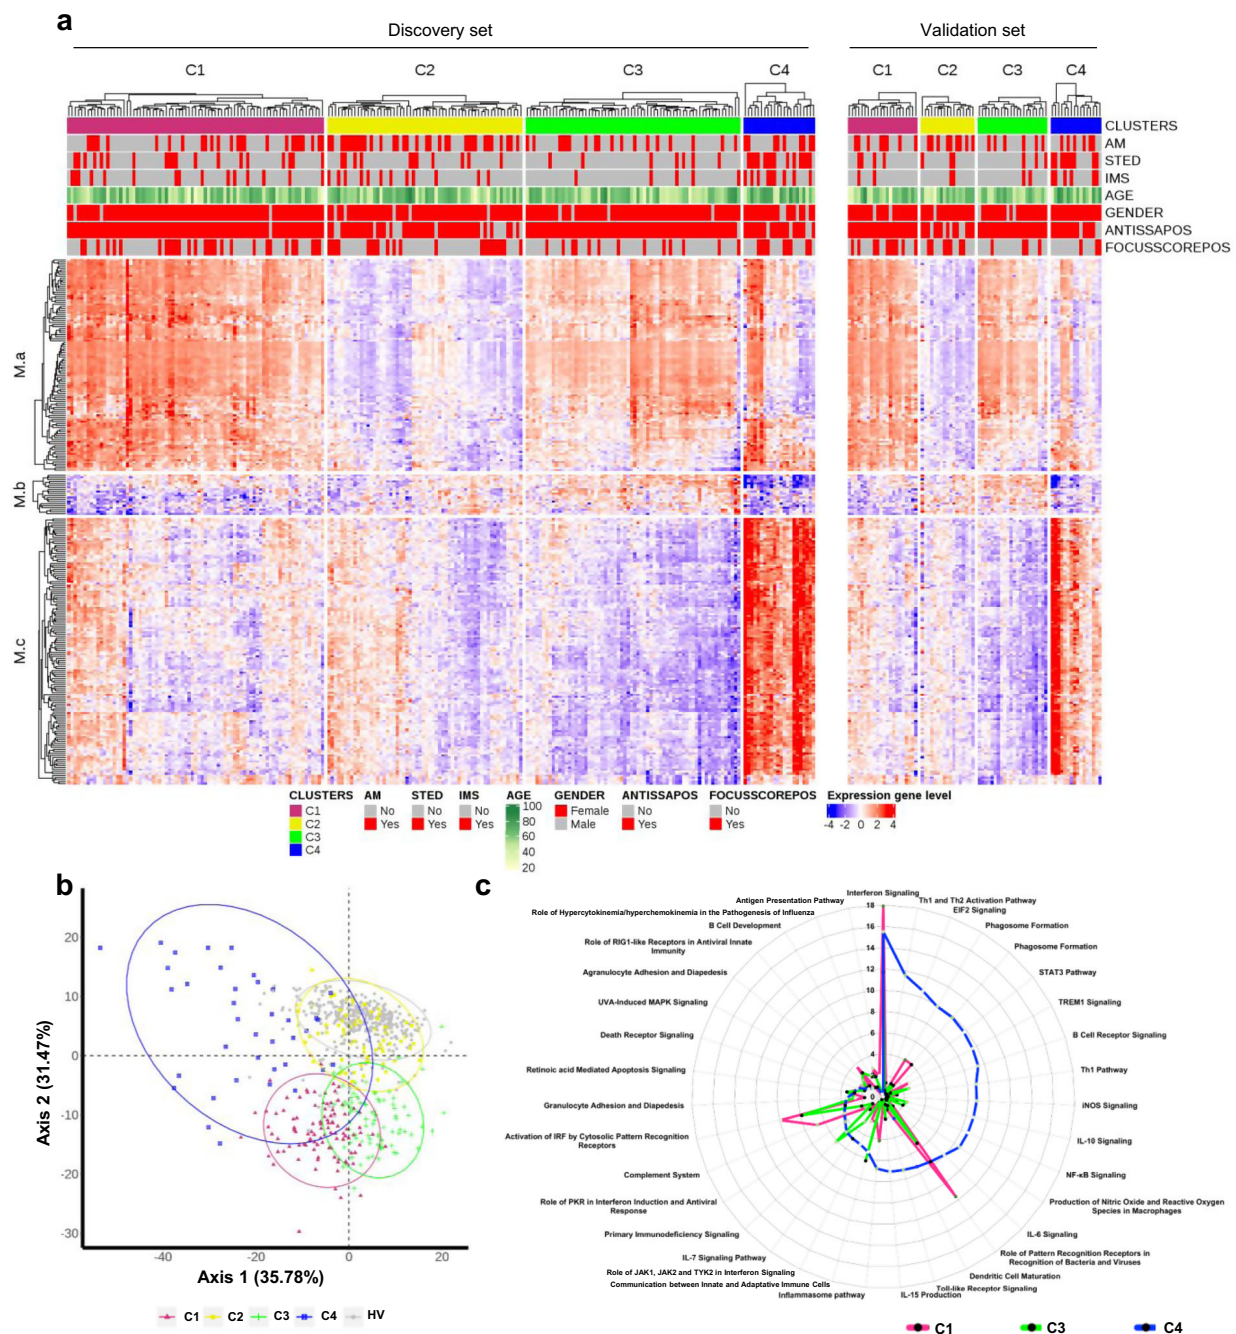 a
Discovery set
Validation set
C1
C2
C3
C4
C1
C2
C3
C4
CLUSTERS
AM
STED
IMS
AGE
GENDER
ANTISSAPOS
FOCUSSCOREPOS
M.a
M.b
M.c
CLUSTERS
C1
C2
C3
C4
AM
No
Yes
STED
No
Yes
IMS
No
Yes
AGE
100
80
60
40
20
GENDER
Female
Male
ANTISSAPOS
No
Yes
FOCUSSCOREPOS
No
Yes
Expression gene level
-4 -2 0 2 4
b
20
10
0
-10
-20
-30
Axis 2 (31.47%)
-40
-20
0
20
Axis 1 (35.78%)
C1
C2
C3
C4
HV
c
Interferon Signaling
Th1 and Th2 Activation Pathway
EIF2 Signaling
Phagosome Formation
Phagosome Formation
STAT3 Pathway
TREM1 Signaling
B Cell Receptor Signaling
Th1 Pathway
iNOS Signaling
IL-10 Signaling
NF-κB Signaling
Production of Nitric Oxide and Reactive Oxygen
Species in Macrophages
IL-6 Signaling
Role of Pattern Recognition Receptors in
Recognition of Bacteria and Viruses
Dendritic Cell Maturation
Toll-like Receptor Signaling
IL-15 Production
Inflammasome pathway
Communication between Innate and Adaptive Immune Cells
Role of JAK1, JAK2 and TYK2 in Interferon Signaling
IL-7 Signaling Pathway
Primary Immunodeficiency Signaling
Role of PKR in Interferon Induction and Antiviral
Response
Complement System
Activation of IRF by Cytosolic Pattern Recognition
Receptors
Granulocyte Adhesion and Diapedesis
Retinoic acid Mediated Apoptosis Signaling
Death Receptor Signaling
UVA-Induced MAPK Signaling
Agranulocyte Adhesion and Diapedesis
Role of RIG1-like Receptors in Antiviral Innate
Immunity
B Cell Development
Role of Hypercytokinemia/hyperchemokinemia in the Pathogenesis of Influenza
Antigen Presentation Pathway
18
16
14
12
10
8
6
4
0
C1
C3
C4